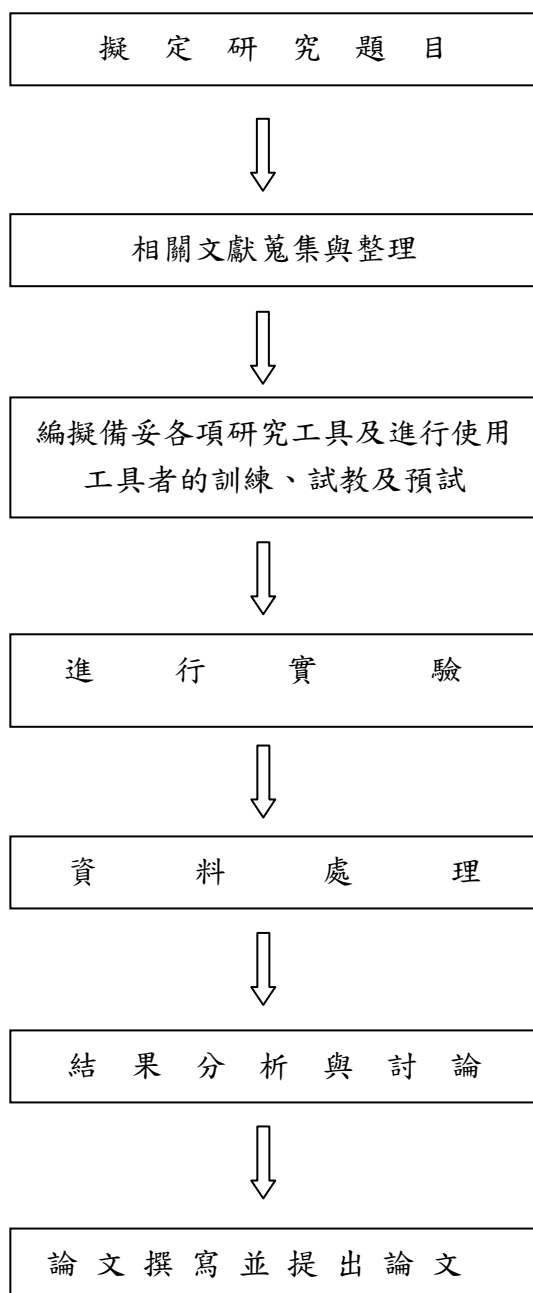 擬定研究題目
相關文獻蒐集與整理
編擬備妥各項研究工具及進行使用
工具者的訓練、試教及預試
進行實驗
資料處理
結果分析與討論
論文撰寫並提出論文